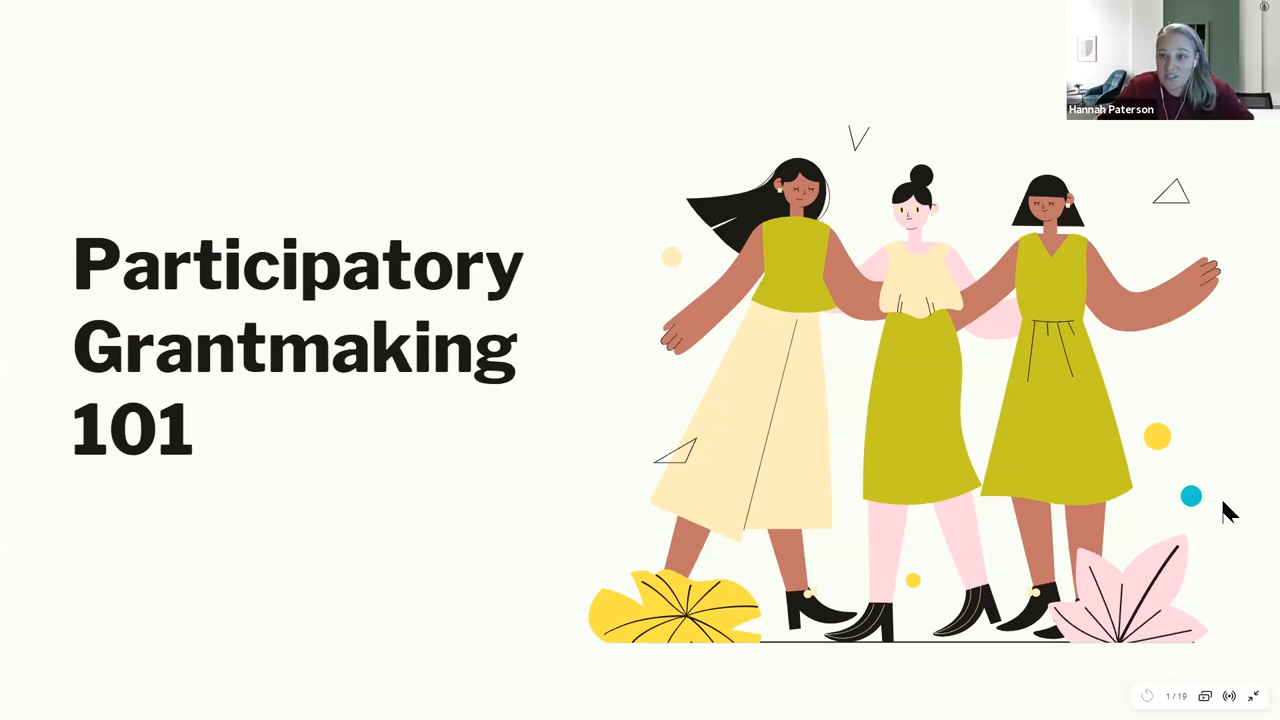 Hannah Paterson
Participatory
Grantmaking
101
1 / 19